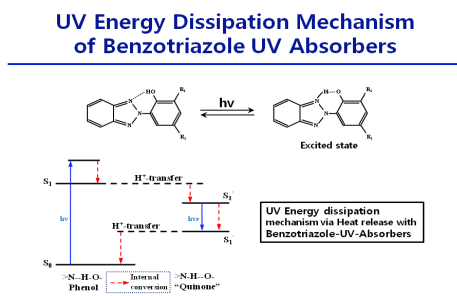 UV Energy Dissipation Mechanism
of Benzotriazole UV Absorbers
N
HO
R₁
N
N
R₂
hν
N
H
O
R₁
N
N
R₂
Excited state
S₁
H⁺-transfer
S₁'
hν
hνe
H⁺-transfer
S₁'
S₀
UV Energy dissipation
mechanism via Heat release with
Benzotriazole-UV-Absorbers
>N--H-O-
Phenol
Internal
conversion
>N-H--O-
“Quinone”